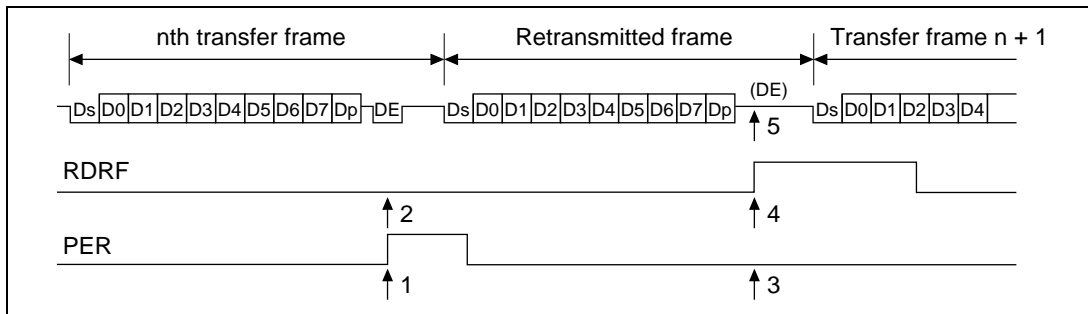 nth transfer frame Retransmitted frame Transfer frame n + 1
(DE)
Ds D0 D1 D2 D3 D4 D5 D6 D7 Dp DE Ds D0 D1 D2 D3 D4 D5 D6 D7 Dp Ds D0 D1 D2 D3 D4
5
RDRF
2 4
PER
1 3